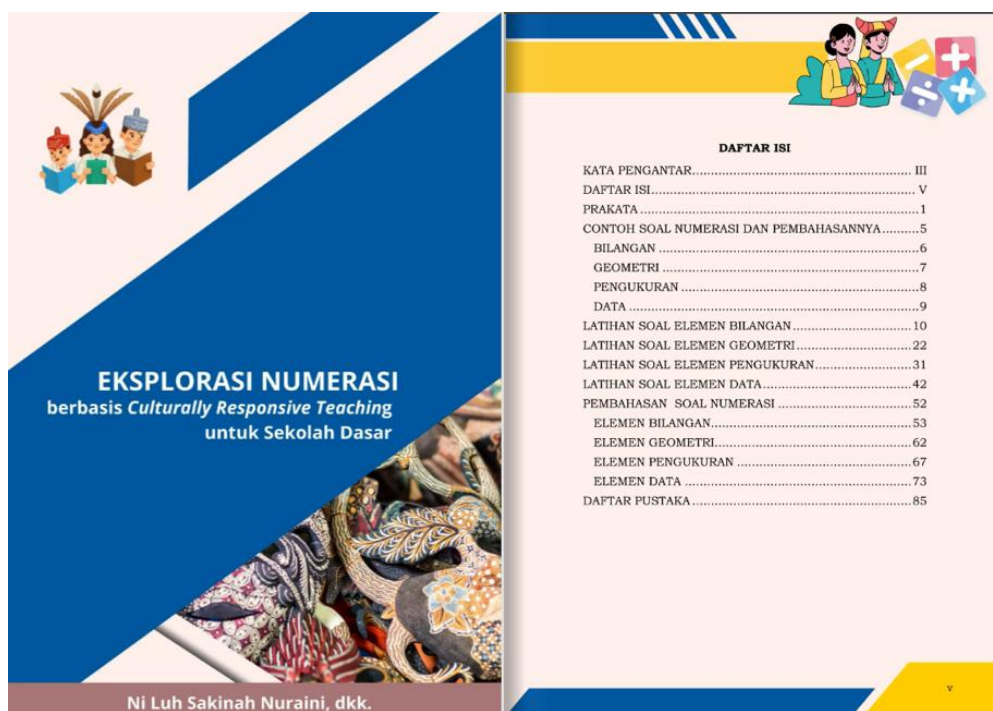 EKSPLORASI NUMERASI
berbasis Culturally Responsive Teaching
untuk Sekolah Dasar
Ni Luh Sakinah Nuraini, dkk.
DAFTAR ISI
KATA PENGANTAR.................................................... III
DAFTAR ISI.............................................................. V
PRAKATA ................................................................1
CONTOH SOAL NUMERASI DAN PEMBAHASANNYA.........5
BILANGAN ..............................................................6
GEOMETRI .............................................................7
PENGUKURAN ........................................................8
DATA .....................................................................9
LATIHAN SOAL ELEMEN BILANGAN............................10
LATIHAN SOAL ELEMEN GEOMETRI............................22
LATIHAN SOAL ELEMEN PENGUKURAN.......................31
LATIHAN SOAL ELEMEN DATA....................................42
PEMBAHASAN SOAL NUMERASI ................................52
ELEMEN BILANGAN..................................................53
ELEMEN GEOMETRI..................................................62
ELEMEN PENGUKURAN ...........................................67
ELEMEN DATA ........................................................73
DAFTAR PUSTAKA.....................................................85
v